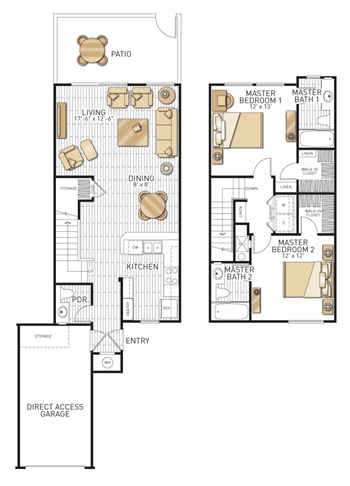 PATIO
LIVING
17'-6" x 12'-6"
DINING
8' x 8'
STORAGE
DW
KITCHEN
PANTRY
REF.
PDR.
ENTRY
WH
STORAGE
DIRECT ACCESS
GARAGE
MASTER
BEDROOM 1
12' x 13'
MASTER
BATH 1
LINEN
WALK-IN
CLOSET
LINEN
DOWN
LINEN
W
D
WALK-IN
CLOSET
MASTER
BEDROOM 2
12' x 12'
MASTER
BATH 2